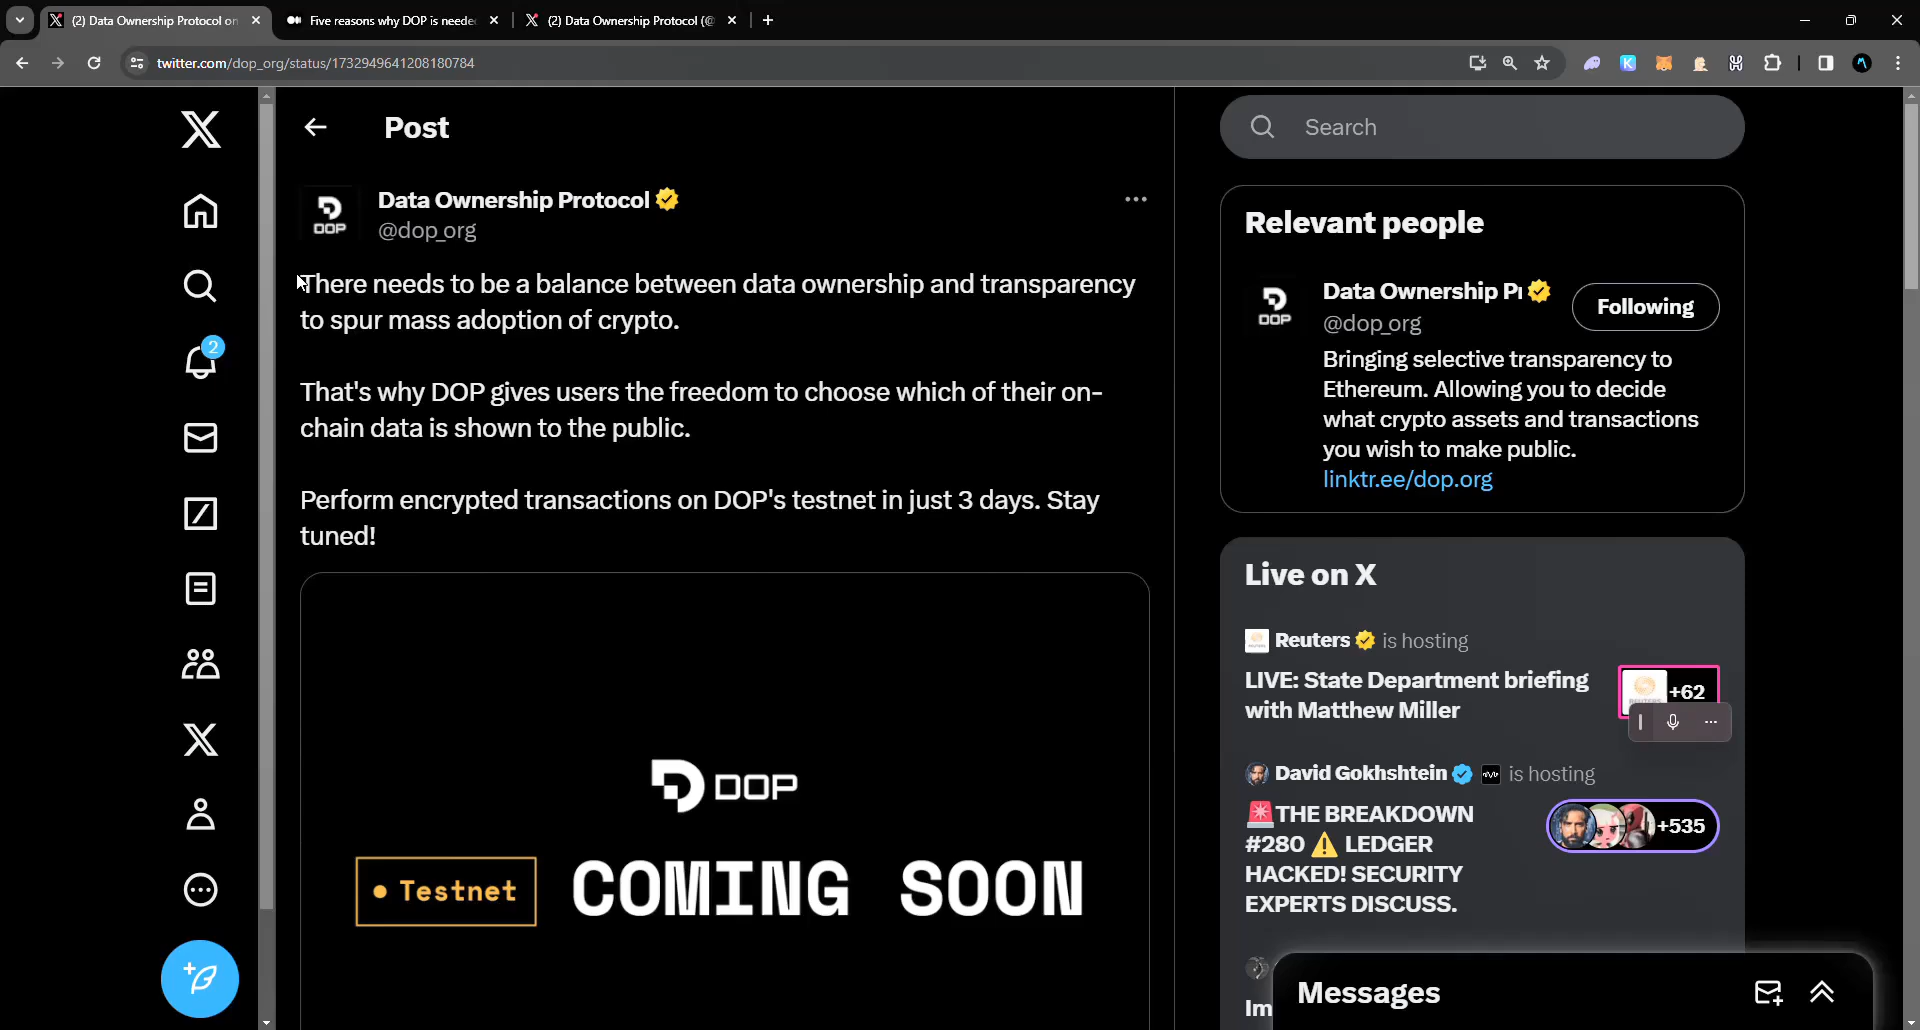 (2) Data Ownership Protocol on
Five reasons why DOP is neede
(2) Data Ownership Protocol (@
twitter.com/dop_org/status/1732949641208180784
Post
Search
DOP
Data Ownership Protocol
@dop_org
There needs to be a balance between data ownership and transparency
to spur mass adoption of crypto.
That's why DOP gives users the freedom to choose which of their on-
chain data is shown to the public.
Perform encrypted transactions on DOP's testnet in just 3 days. Stay
tuned!
DOP
Testnet COMING SOON
2
Relevant people
DOP
Data Ownership Pr
@dop_org
Following
Bringing selective transparency to
Ethereum. Allowing you to decide
what crypto assets and transactions
you wish to make public.
linktr.ee/dop.org
Live on X
Reuters is hosting
LIVE: State Department briefing
with Matthew Miller
+62
David Gokhshtein is hosting
🚨THE BREAKDOWN
#280 ⚠️ LEDGER
HACKED! SECURITY
EXPERTS DISCUSS.
+535
Im
Messages